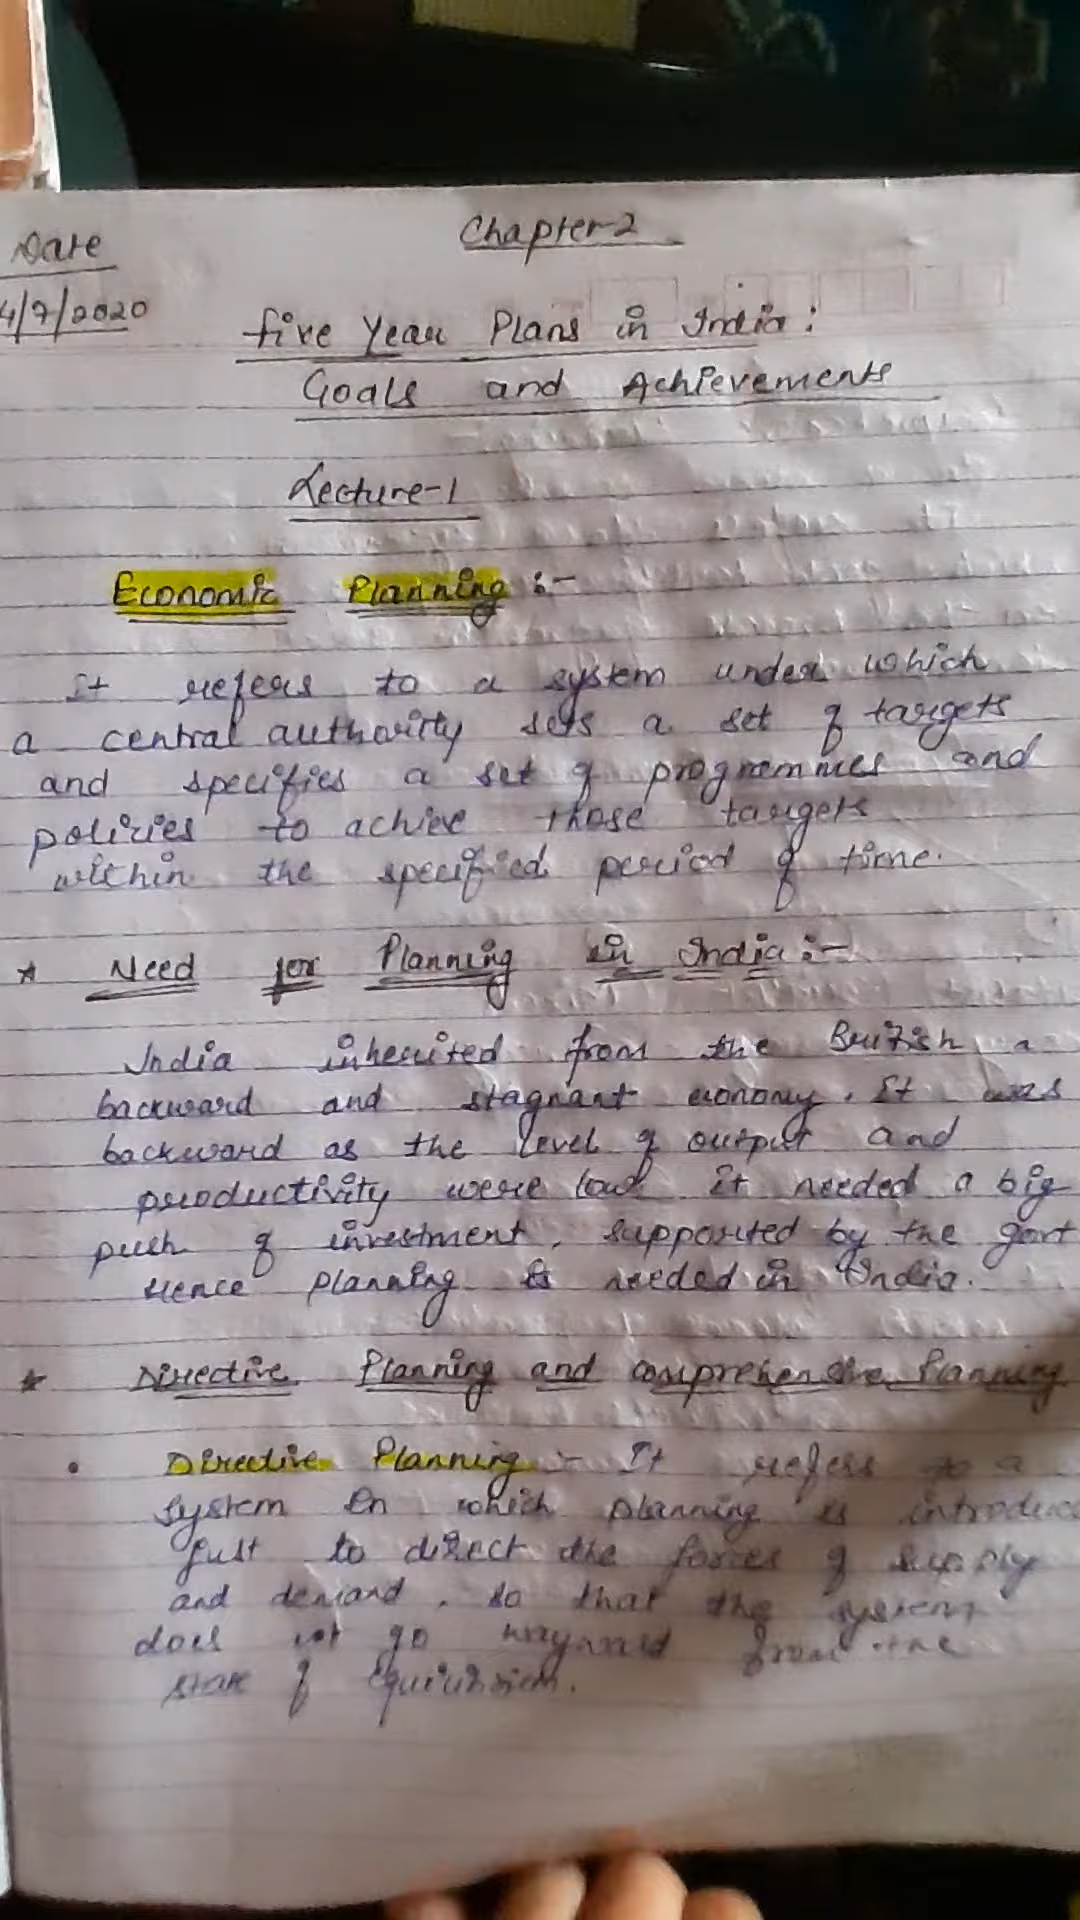 Chapter-2
Date
4/7/2020
Five Year Plans in India:
Goals and Achievements
Lecture-1
Economic Planning :-
It refers to a system under which
a central authority sets a set of targets
and specifies a set of programmes and
policies to achieve those targets
within the specified period of time.
* Need for Planning in India :-
India inherited from the British a
backward and stagnant economy. It was
backward as the level of output and
productivity were low it needed a big
push of investment, supported by the govt
Hence planning is needed in India.
* Directive Planning and comprehensive Planning
• Directive Planning :- It refers to a
system in which planning is introduc
just to direct the forces of supply
and demand, so that the system
does not go wayward from the
state of equilibrium.